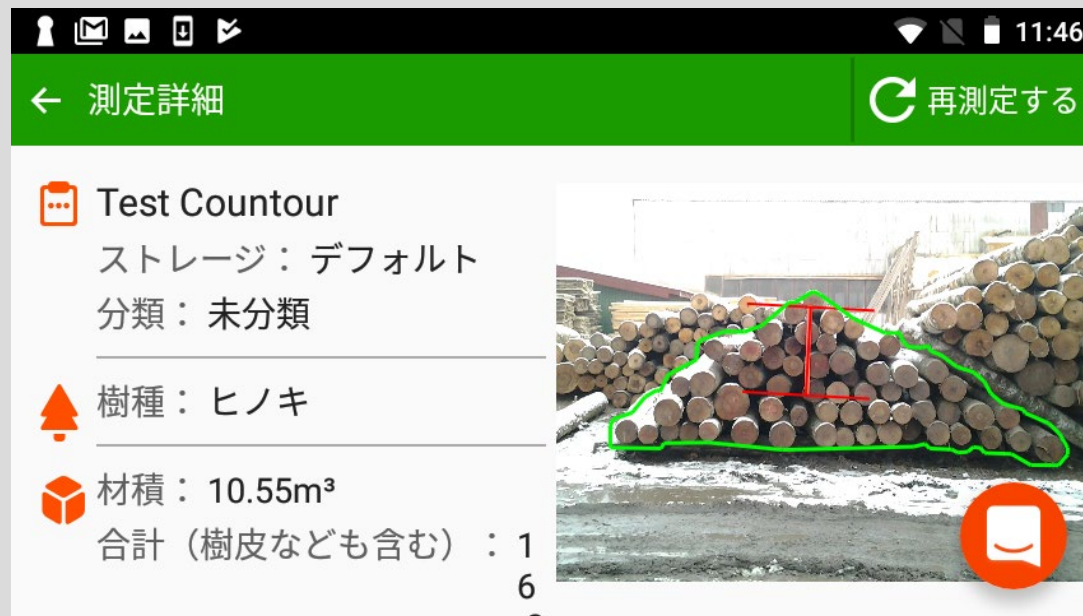 11:46
測定詳細
再測定する
Test Countour
ストレージ： デフォルト
分類： 未分類
樹種： ヒノキ
材積： 10.55m³
合計（樹皮なども含む）： 1
6